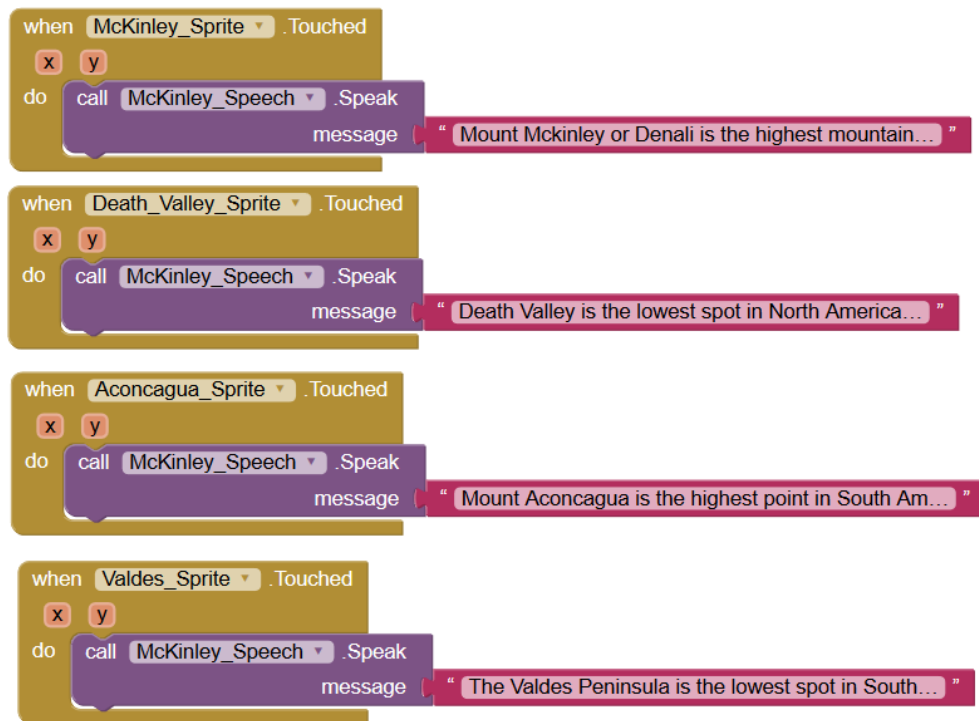 when McKinley_Sprite .Touched
x y
do call McKinley_Speech .Speak
message " Mount Mckinley or Denali is the highest mountain... "
when Death_Valley_Sprite .Touched
x y
do call McKinley_Speech .Speak
message " Death Valley is the lowest spot in North America... "
when Aconcagua_Sprite .Touched
x y
do call McKinley_Speech .Speak
message " Mount Aconcagua is the highest point in South Am... "
when Valdes_Sprite .Touched
x y
do call McKinley_Speech .Speak
message " The Valdes Peninsula is the lowest spot in South... "